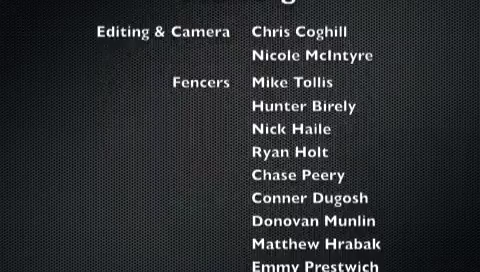 Editing & Camera Chris Coghill
Nicole McIntyre
Fencers Mike Tollis
Hunter Birely
Nick Haile
Ryan Holt
Chase Peery
Conner Dugosh
Donovan Munlin
Matthew Hrabak
Emmy Prestwich